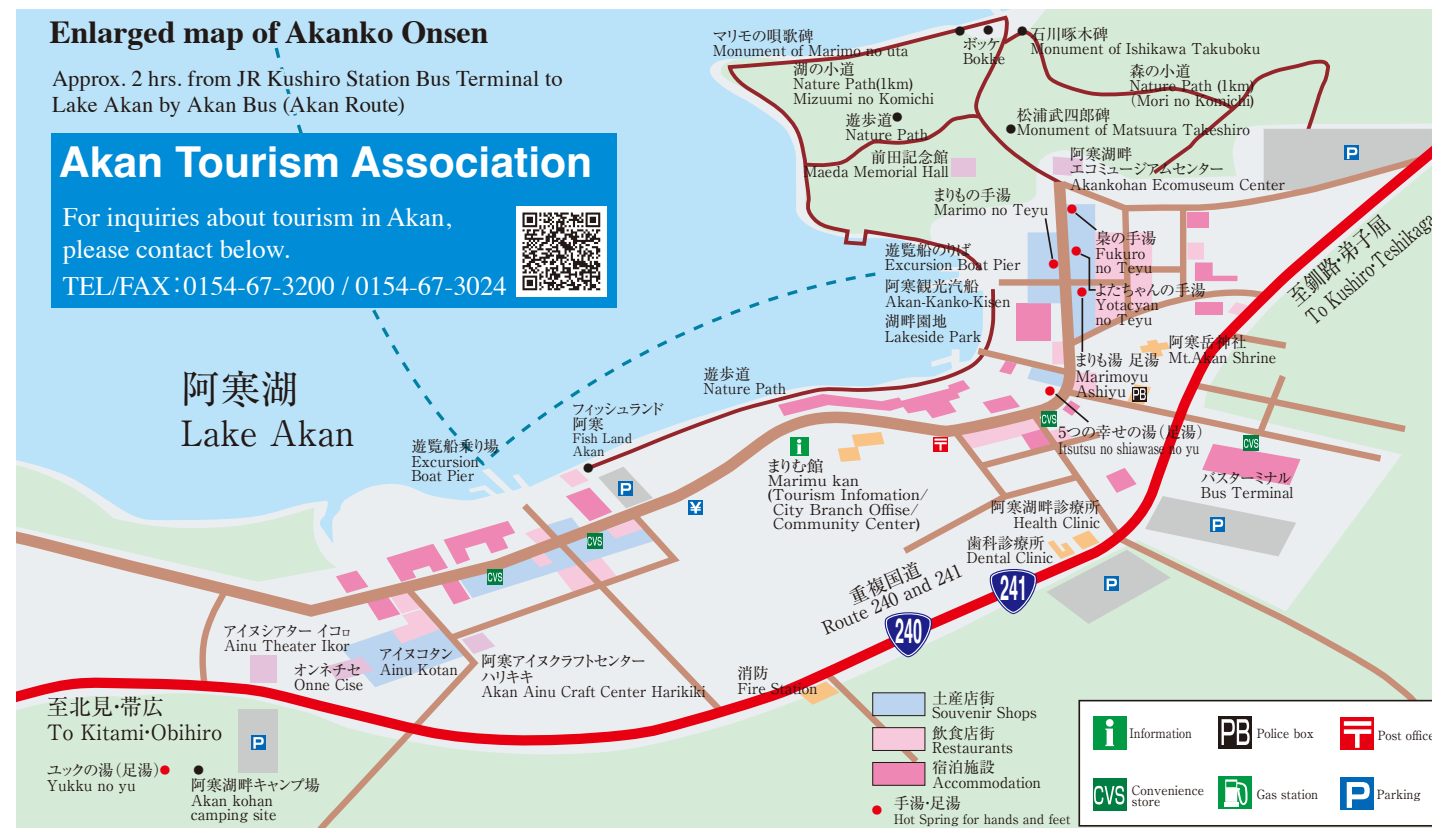 Enlarged map of Akanko Onsen
Approx. 2 hrs. from JR Kushiro Station Bus Terminal to
Lake Akan by Akan Bus (Akan Route)
Akan Tourism Association
For inquiries about tourism in Akan,
please contact below.
TEL/FAX：0154-67-3200 / 0154-67-3024
マリモの唄歌碑
Monument of Marimo no uta
ボッケ
Bokke
石川啄木碑
Monument of Ishikawa Takuboku
湖の小道
Nature Path(1km)
Mizuumi no Komichi
森の小道
Nature Path (1km)
(Mori no Komichi)
遊歩道
Nature Path
松浦武四郎碑
Monument of Matsuura Takeshiro
前田記念館
Maeda Memorial Hall
阿寒湖畔
エコミュージアムセンター
Akankohan Ecomuseum Center
P
まりもの手湯
Marimo no Teyu
梟の手湯
Fukuro
no Teyu
遊覧船のりば
Excursion Boat Pier
阿寒観光汽船
Akan-Kanko-Kisen
湖畔園地
Lakeside Park
よたちゃんの手湯
Yotacyan
no Teyu
至釧路・弟子屈
To Kushiro・Teshikaga
阿寒岳神社
Mt.Akan Shrine
まりも湯 足湯
Marimoyu
Ashiyu
PB
阿寒湖
Lake Akan
遊歩道
Nature Path
フィッシュランド
阿寒
Fish Land
Akan
遊覧船乗り場
Excursion
Boat Pier
CVS
5つの幸せの湯(足湯)
Itsutsu no shiawase no yu
CVS
まりむ館
Marimu kan
(Tourism Infomation/
City Branch Offise/
Community Center)
バスターミナル
Bus Terminal
P
¥
阿寒湖畔診療所
Health Clinic
P
歯科診療所
Dental Clinic
CVS
CVS
P
重複国道
Route 240 and 241
241
240
アイヌシアター イコㇿ
Ainu Theater Ikor
オンネチセ
Onne Cise
アイヌコタン
Ainu Kotan
阿寒アイヌクラフトセンター
ハリキキ
Akan Ainu Craft Center Harikiki
消防
Fire Station
至北見・帯広
To Kitami・Obihiro
P
ユックの湯(足湯)
Yukku no yu
阿寒湖畔キャンプ場
Akan kohan
camping site
土産店街
Souvenir Shops
飲食店街
Restaurants
宿泊施設
Accommodation
手湯・足湯
Hot Spring for hands and feet
i Information
PB Police box
Post office
CVS Convenience
store
Gas station
P Parking